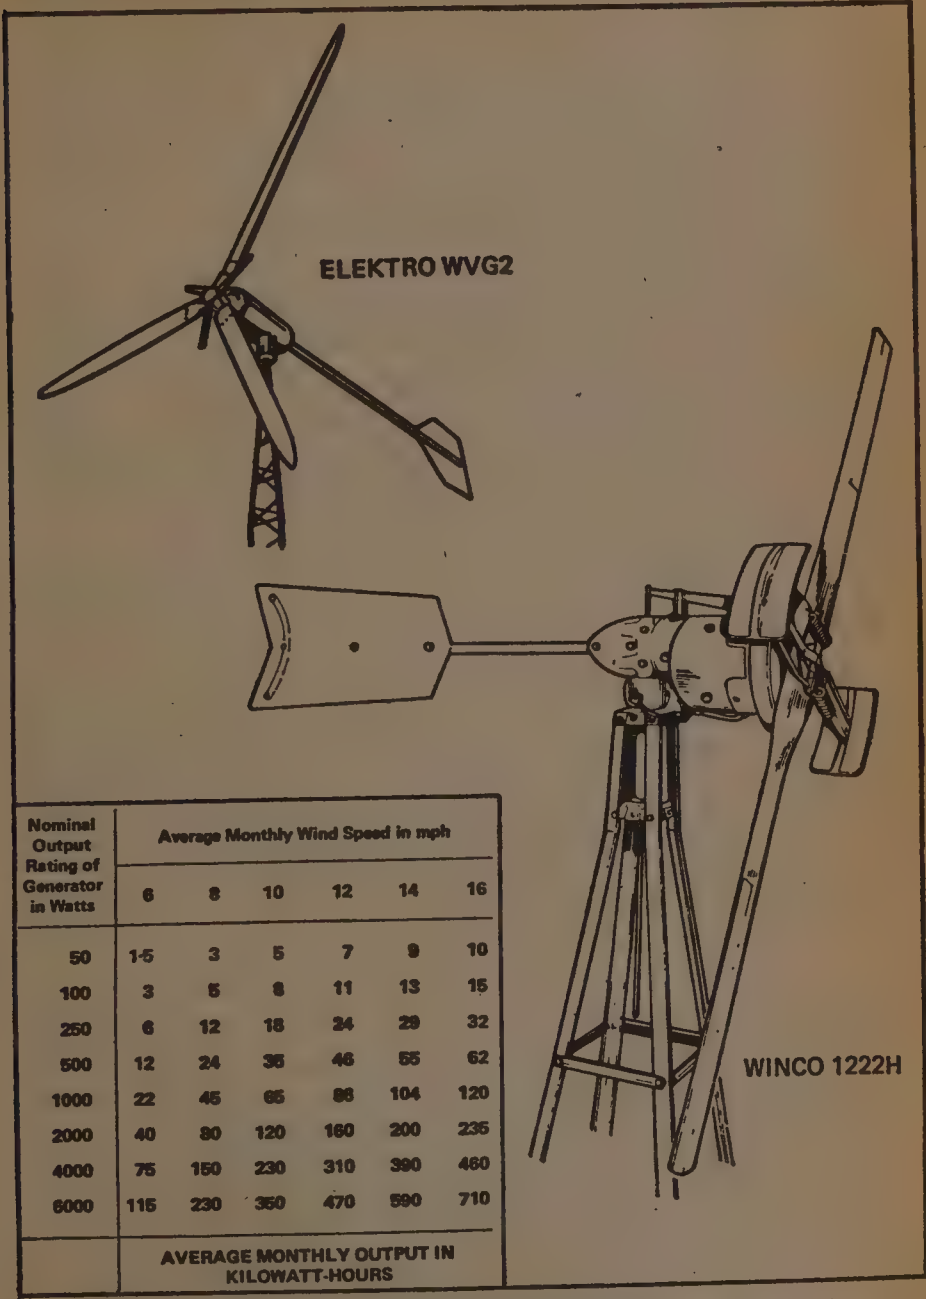 ELEKTRO WVG2
WINCO 1222H
Nominal
Output
Rating of
Generator
in Watts
Average Monthly Wind Speed in mph
6 8 10 12 14 16
50 1·5 3 5 7 9 10
100 3 5 8 11 13 15
250 6 12 18 24 29 32
500 12 24 35 46 55 62
1000 22 45 65 86 104 120
2000 40 80 120 160 200 235
4000 75 150 230 310 390 460
6000 115 230 350 470 590 710
AVERAGE MONTHLY OUTPUT IN
KILOWATT-HOURS